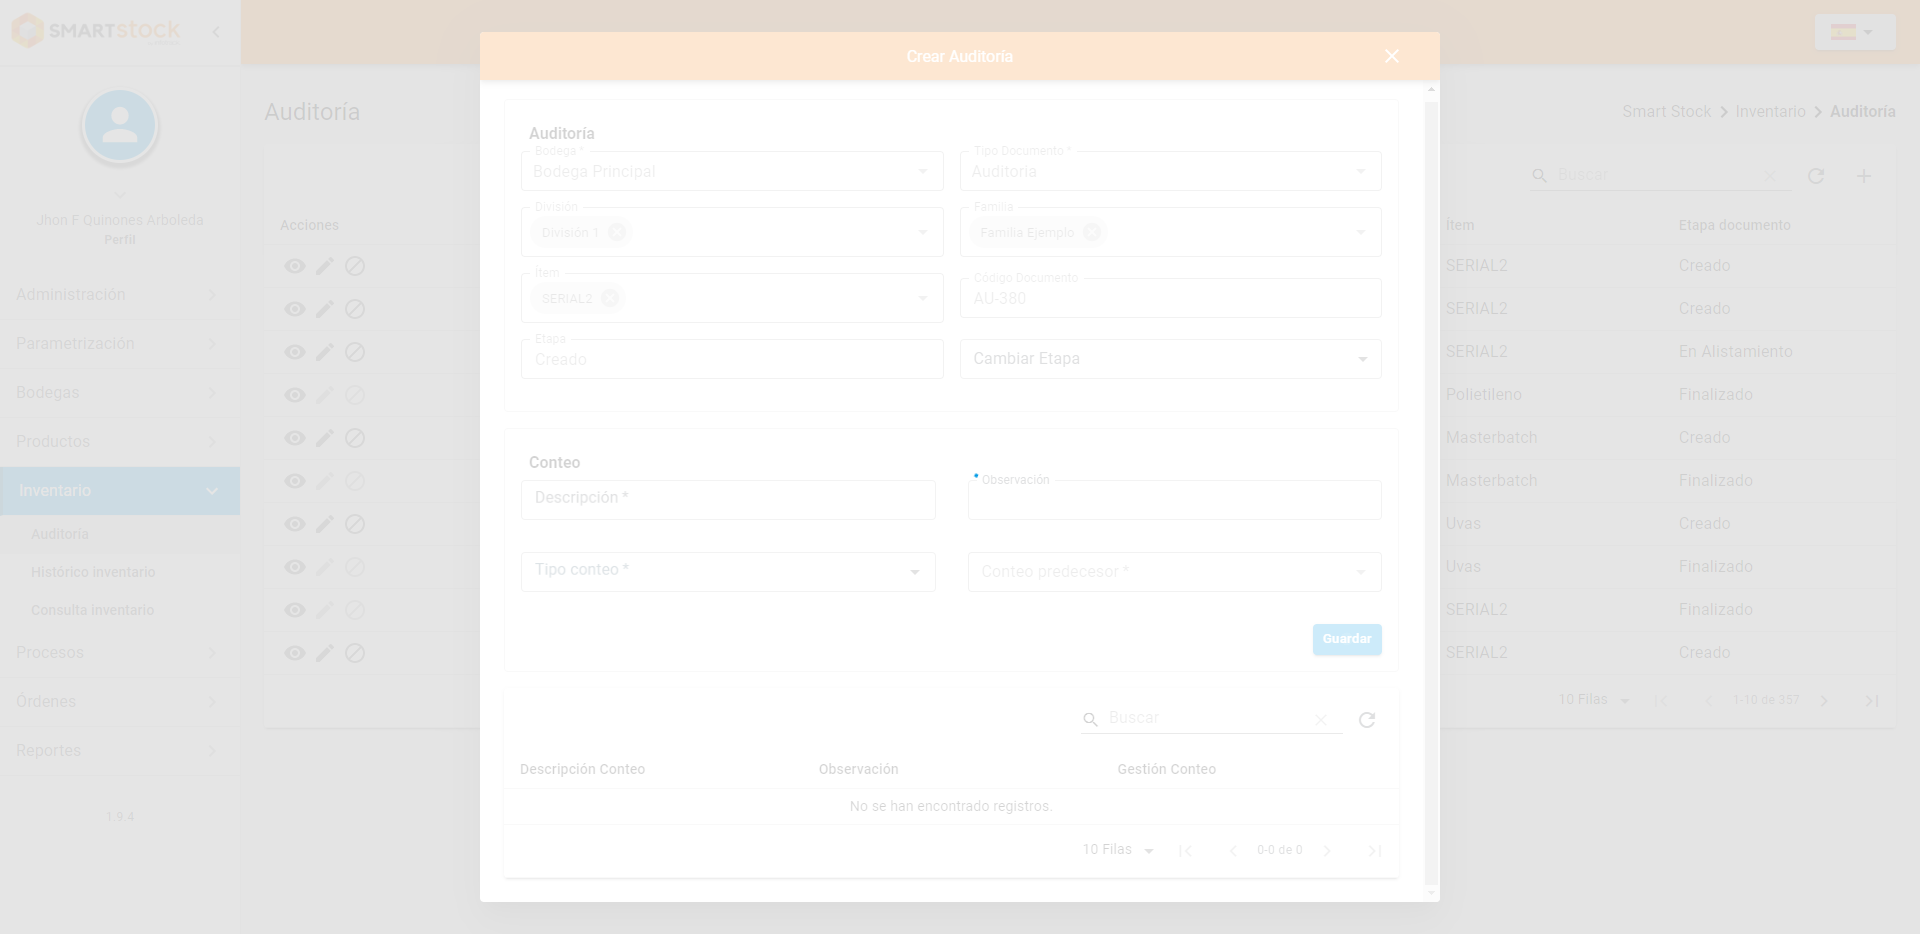 SMARTstock
Jhon F Quinones Arboleda
Perfil
Administración
Parametrización
Bodegas
Productos
Inventario
Auditoría
Histórico inventario
Consulta inventario
Procesos
Órdenes
Reportes
1.9.4
Auditoría
Smart Stock > Inventario > Auditoría
Buscar
Acciones
Ítem Etapa documento
SERIAL2 Creado
SERIAL2 Creado
SERIAL2 En Alistamiento
Polietileno Finalizado
Masterbatch Creado
Masterbatch Finalizado
Uvas Creado
Uvas Finalizado
SERIAL2 Finalizado
SERIAL2 Creado
10 Filas 1-10 de 357
Crear Auditoría
Auditoría
Bodega * Tipo Documento *
Bodega Principal Auditoría
División Familia
División 1 Familia Ejemplo
Ítem Código Documento
SERIAL2 AU-380
Etapa
Creado Cambiar Etapa
Conteo
Observación
Descripción *
Tipo conteo * Conteo predecesor *
Guardar
Buscar
Descripción Conteo Observación Gestión Conteo
No se han encontrado registros.
10 Filas 0-0 de 0